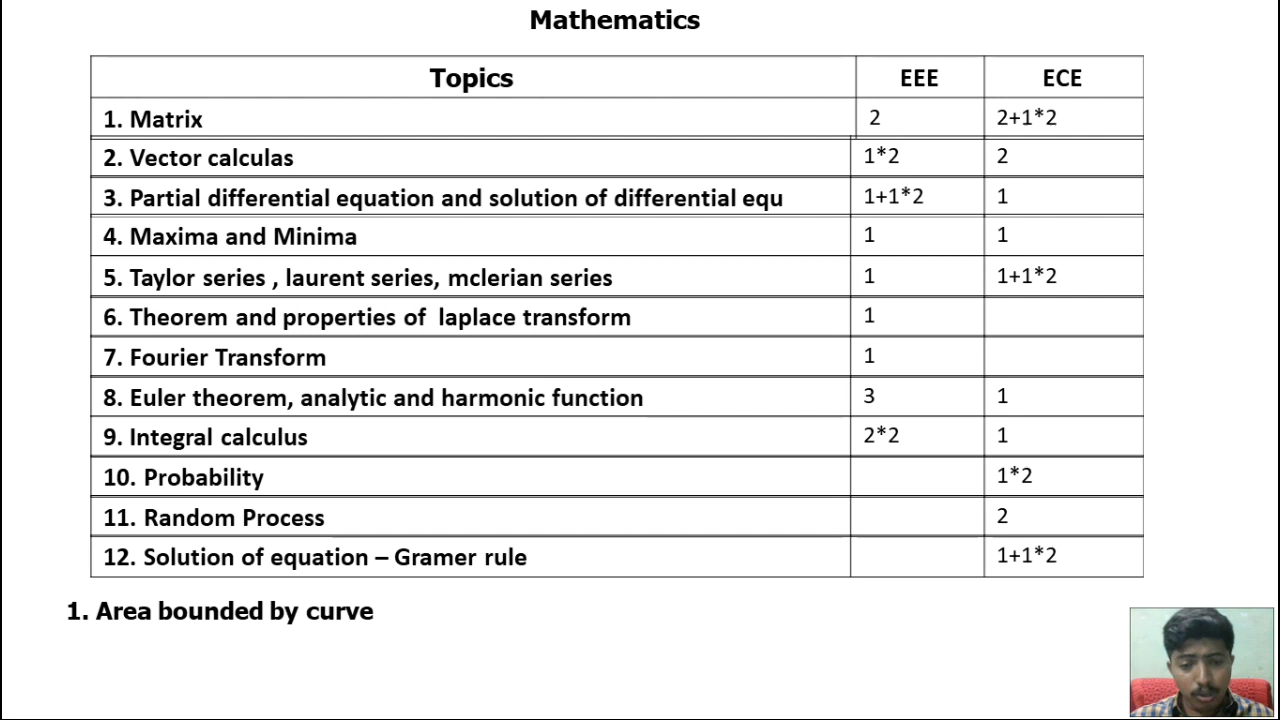 Mathematics
Topics EEE ECE
1. Matrix 2 2+1*2
2. Vector calculas 1*2 2
3. Partial differential equation and solution of differential equ 1+1*2 1
4. Maxima and Minima 1 1
5. Taylor series , laurent series, mclerian series 1 1+1*2
6. Theorem and properties of laplace transform 1
7. Fourier Transform 1
8. Euler theorem, analytic and harmonic function 3 1
9. Integral calculus 2*2 1
10. Probability 1*2
11. Random Process 2
12. Solution of equation – Gramer rule 1+1*2
1. Area bounded by curve